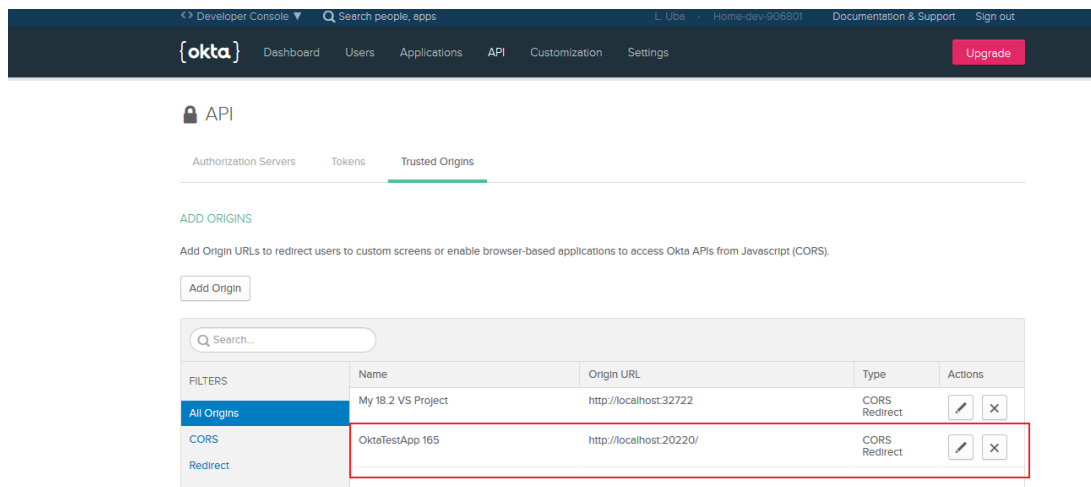 <> Developer Console ▼ Search people, apps L. Uba · Home-dev-906801 Documentation & Support Sign out
{okta} Dashboard Users Applications API Customization Settings Upgrade
API
Authorization Servers Tokens Trusted Origins
ADD ORIGINS
Add Origin URLs to redirect users to custom screens or enable browser-based applications to access Okta APIs from Javascript (CORS).
Add Origin
Search...
FILTERS Name Origin URL Type Actions
All Origins My 18.2 VS Project http://localhost:32722 CORS
Redirect
CORS OktaTestApp 165 http://localhost:20220/ CORS
Redirect Redirect